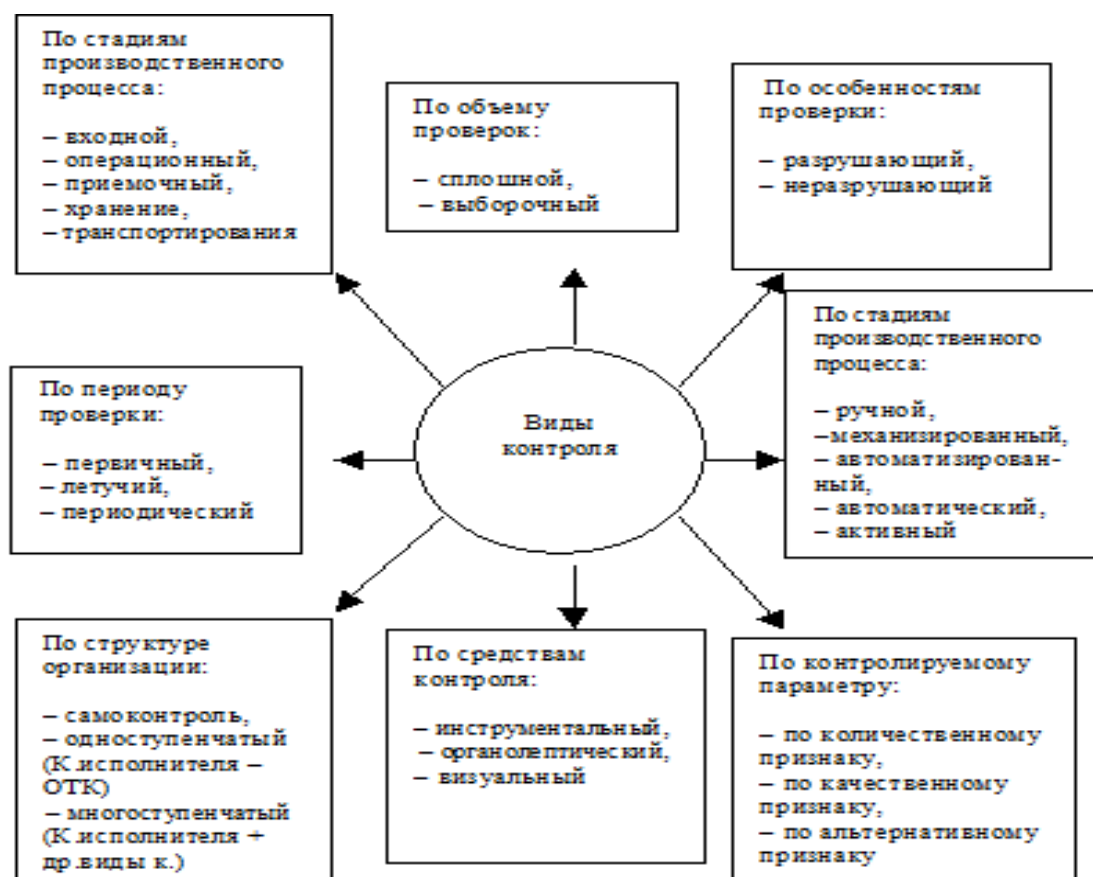 По стадиям
производственного
процесса:
– входной,
– операционный,
– приемочный,
– хранение,
– транспортирования
По объему
проверок:
– сплошной,
– выборочный
По особенностям
проверки:
– разрушающий,
– неразрушающий
По периоду
проверки:
– первичный,
– летучий,
– периодический
Виды
контроля
По стадиям
производственного
процесса:
– ручной,
–механизированный,
– автоматизирован-
ный,
– автоматический,
– активный
По структуре
организации:
– самоконтроль,
– одноступенчатый
(К.исполнителя –
ОТК)
– многоступенчатый
(К.исполнителя +
др.виды к.)
По средствам
контроля:
– инструментальный,
– органолептический,
– визуальный
По контролируемому
параметру:
– по количественному
признаку,
– по качественному
признаку,
– по альтернативному
признаку